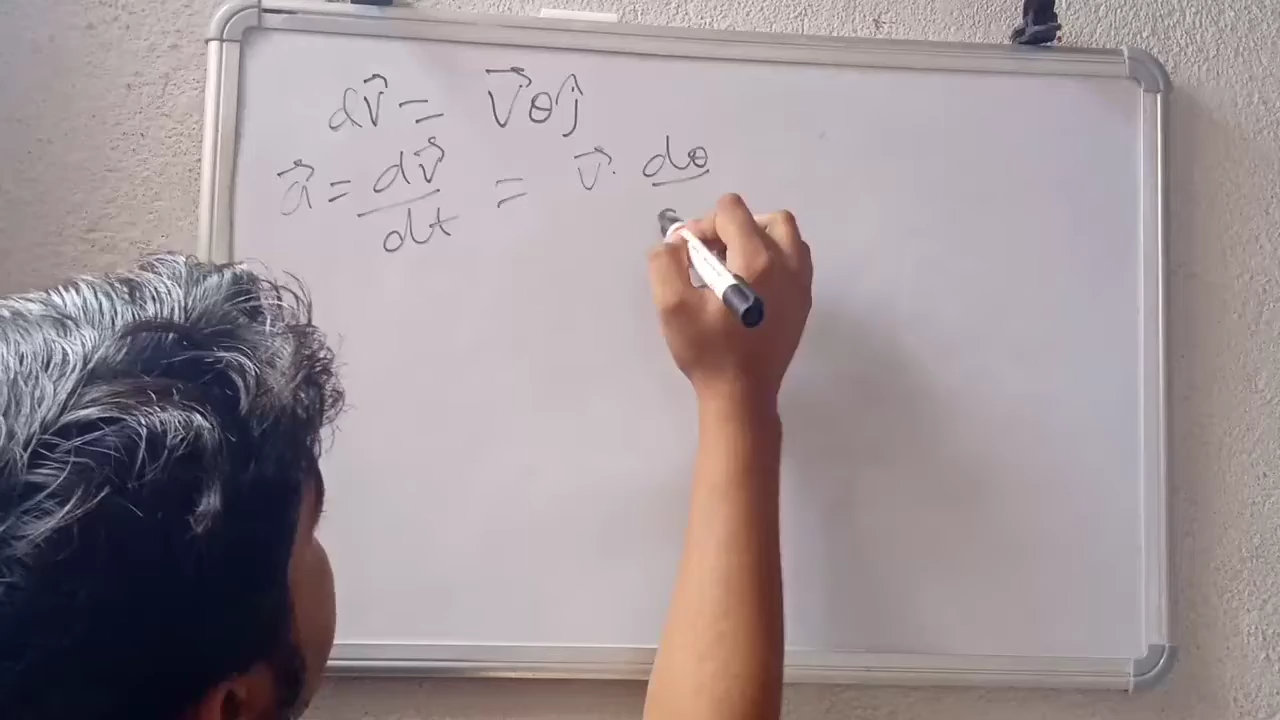 dv⃗ = v⃗θĵ
a⃗ = dv⃗/dt = v⃗. dθ